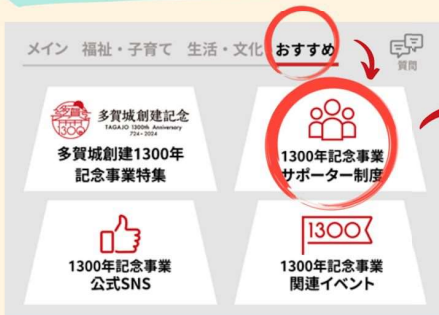 メイン 福祉・子育て 生活・文化 おすすめ
質問
多賀城創建記念
TAGAJO 1300th Anniversary
724-2024
1300
多賀城創建1300年
記念事業特集
1300年記念事業
サポーター制度
1300年記念事業
公式SNS
1300
1300年記念事業
関連イベント